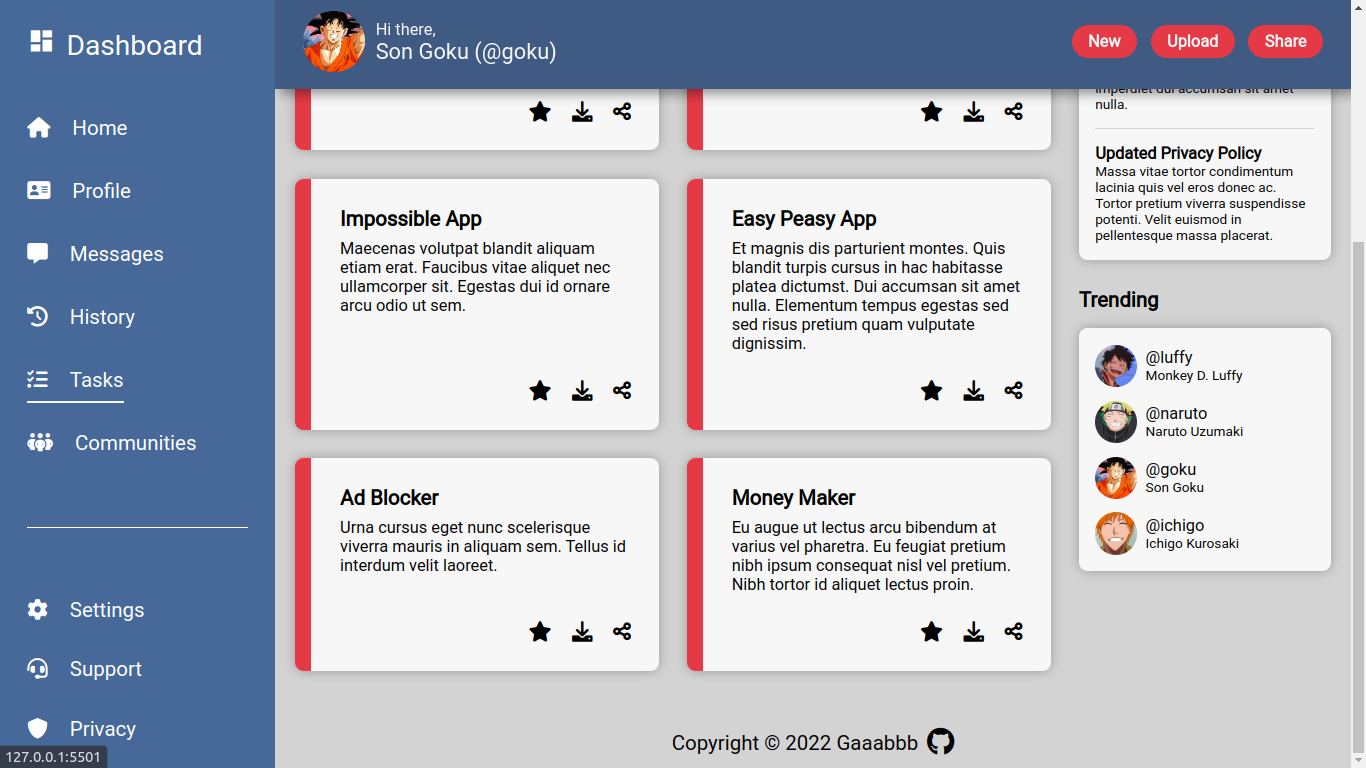 Dashboard
Home
Profile
Messages
History
Tasks
Communities
Settings
Support
Privacy
127.0.0.1:5501
Hi there,
Son Goku (@goku)
New
Upload
Share
Impossible App
Maecenas volutpat blandit aliquam
etiam erat. Faucibus vitae aliquet nec
ullamcorper sit. Egestas dui id ornare
arcu odio ut sem.
Easy Peasy App
Et magnis dis parturient montes. Quis
blandit turpis cursus in hac habitasse
platea dictumst. Dui accumsan sit amet
nulla. Elementum tempus egestas sed
sed risus pretium quam vulputate
dignissim.
Ad Blocker
Urna cursus eget nunc scelerisque
viverra mauris in aliquam sem. Tellus id
interdum velit laoreet.
Money Maker
Eu augue ut lectus arcu bibendum at
varius vel pharetra. Eu feugiat pretium
nibh ipsum consequat nisl vel pretium.
Nibh tortor id aliquet lectus proin.
imperdiet dui accumsan sit amet
nulla.
Updated Privacy Policy
Massa vitae tortor condimentum
lacinia quis vel eros donec ac.
Tortor pretium viverra suspendisse
potenti. Velit euismod in
pellentesque massa placerat.
Trending
@luffy
Monkey D. Luffy
@naruto
Naruto Uzumaki
@goku
Son Goku
@ichigo
Ichigo Kurosaki
Copyright © 2022 Gaaabbb